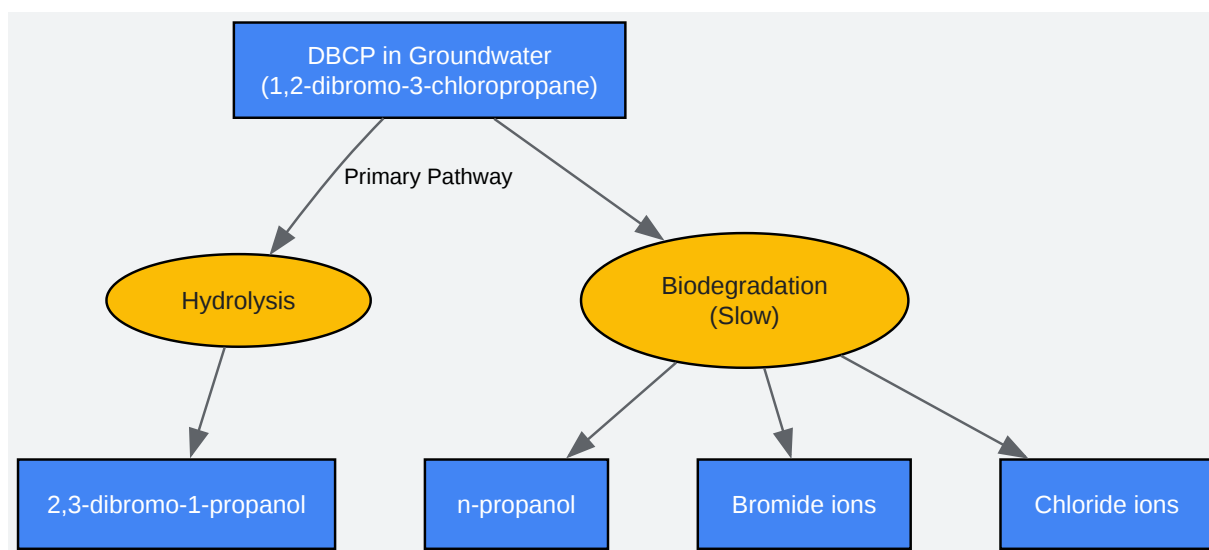 DBCP in Groundwater
(1,2-dibromo-3-chloropropane)
Primary Pathway
Hydrolysis
Biodegradation
(Slow)
2,3-dibromo-1-propanol
n-propanol
Bromide ions
Chloride ions